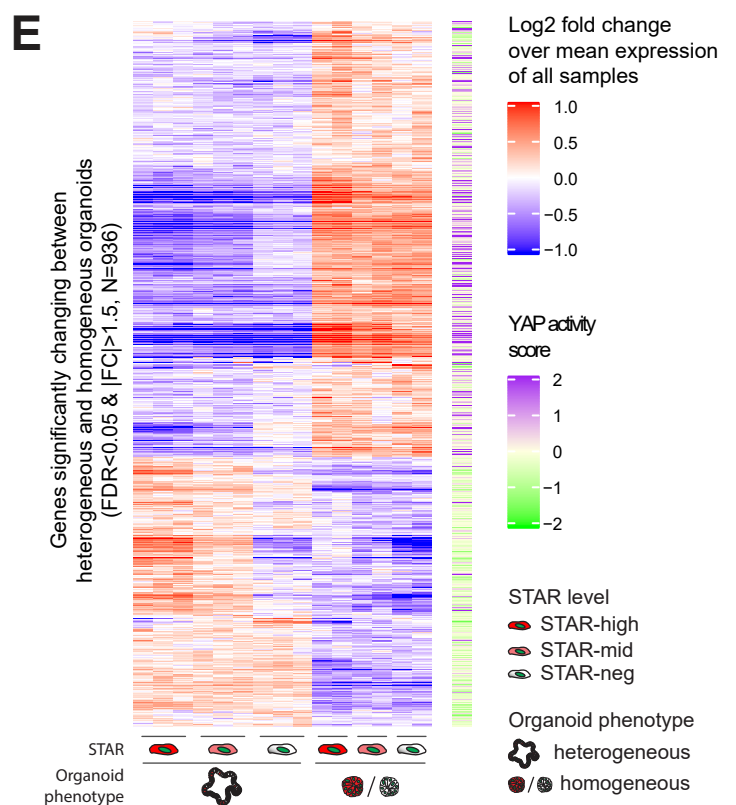 E
Genes significantly changing between
heterogeneous and homogeneous organoids
(FDR<0.05 & |FC|>1.5, N=936)
Log2 fold change
over mean expression
of all samples
1.0
0.5
0.0
−0.5
−1.0
YAP activity
score
2
1
0
−1
−2
STAR level
STAR-high
STAR-mid
STAR-neg
Organoid phenotype
heterogeneous
homogeneous
STAR
Organoid
phenotype
/
/